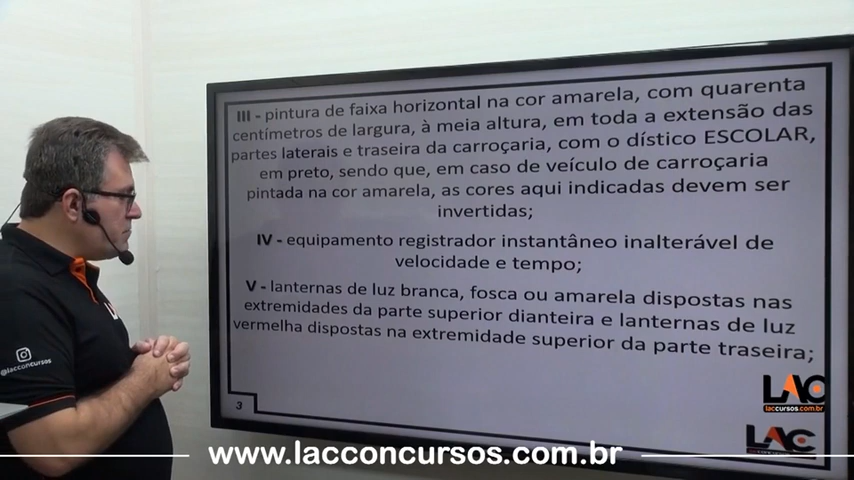 III - pintura de faixa horizontal na cor amarela, com quarenta
centímetros de largura, à meia altura, em toda a extensão das
partes laterais e traseira da carroçaria, com o dístico ESCOLAR,
em preto, sendo que, em caso de veículo de carroçaria
pintada na cor amarela, as cores aqui indicadas devem ser
invertidas;
IV - equipamento registrador instantâneo inalterável de
velocidade e tempo;
V - lanternas de luz branca, fosca ou amarela dispostas nas
extremidades da parte superior dianteira e lanternas de luz
vermelha dispostas na extremidade superior da parte traseira;
3
@lacconcursos
LAC
laccursos.com.br
LAC
www.lacconcursos.com.br